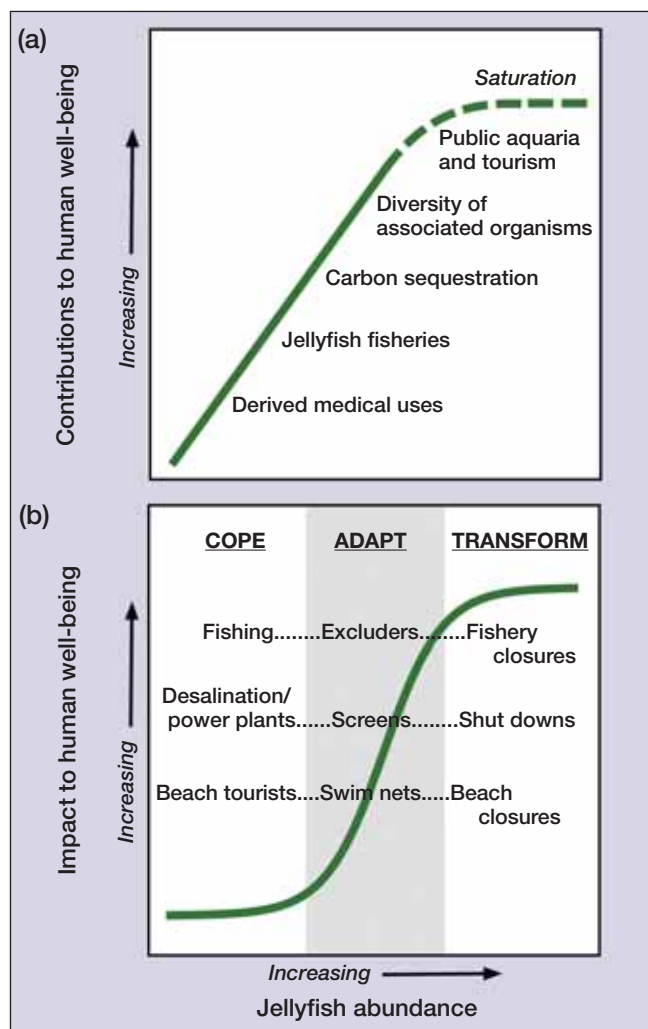 (a)
Contributions to human well-being
Increasing
Saturation
Public aquaria
and tourism
Diversity of
associated organisms
Carbon sequestration
Jellyfish fisheries
Derived medical uses
(b)
Impact to human well-being
Increasing
COPE ADAPT TRANSFORM
Fishing.......Excluders.......Fishery
closures
Desalination/
power plants.....Screens........Shut downs
Beach tourists....Swim nets.....Beach
closures
Increasing
Jellyfish abundance